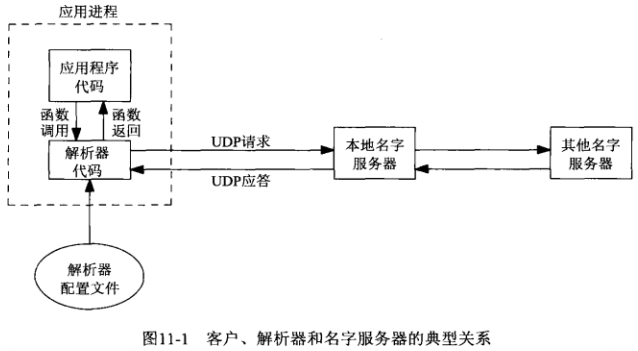 应用进程
应用程序
代码
函数
调用
函数
返回
解析器
代码
UDP请求
UDP应答
本地名字
服务器
其他名字
服务器
解析器
配置文件
图11-1 客户、解析器和名字服务器的典型关系